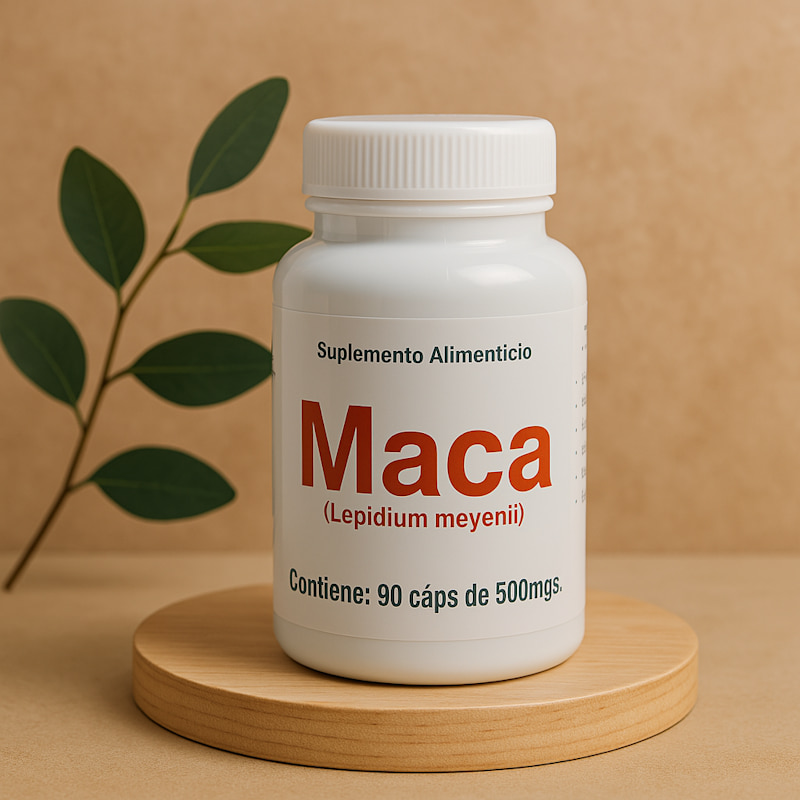 Suplemento Alimenticio
Maca
(Lepidium meyenii)
Contiene: 90 cáps de 500mgs.